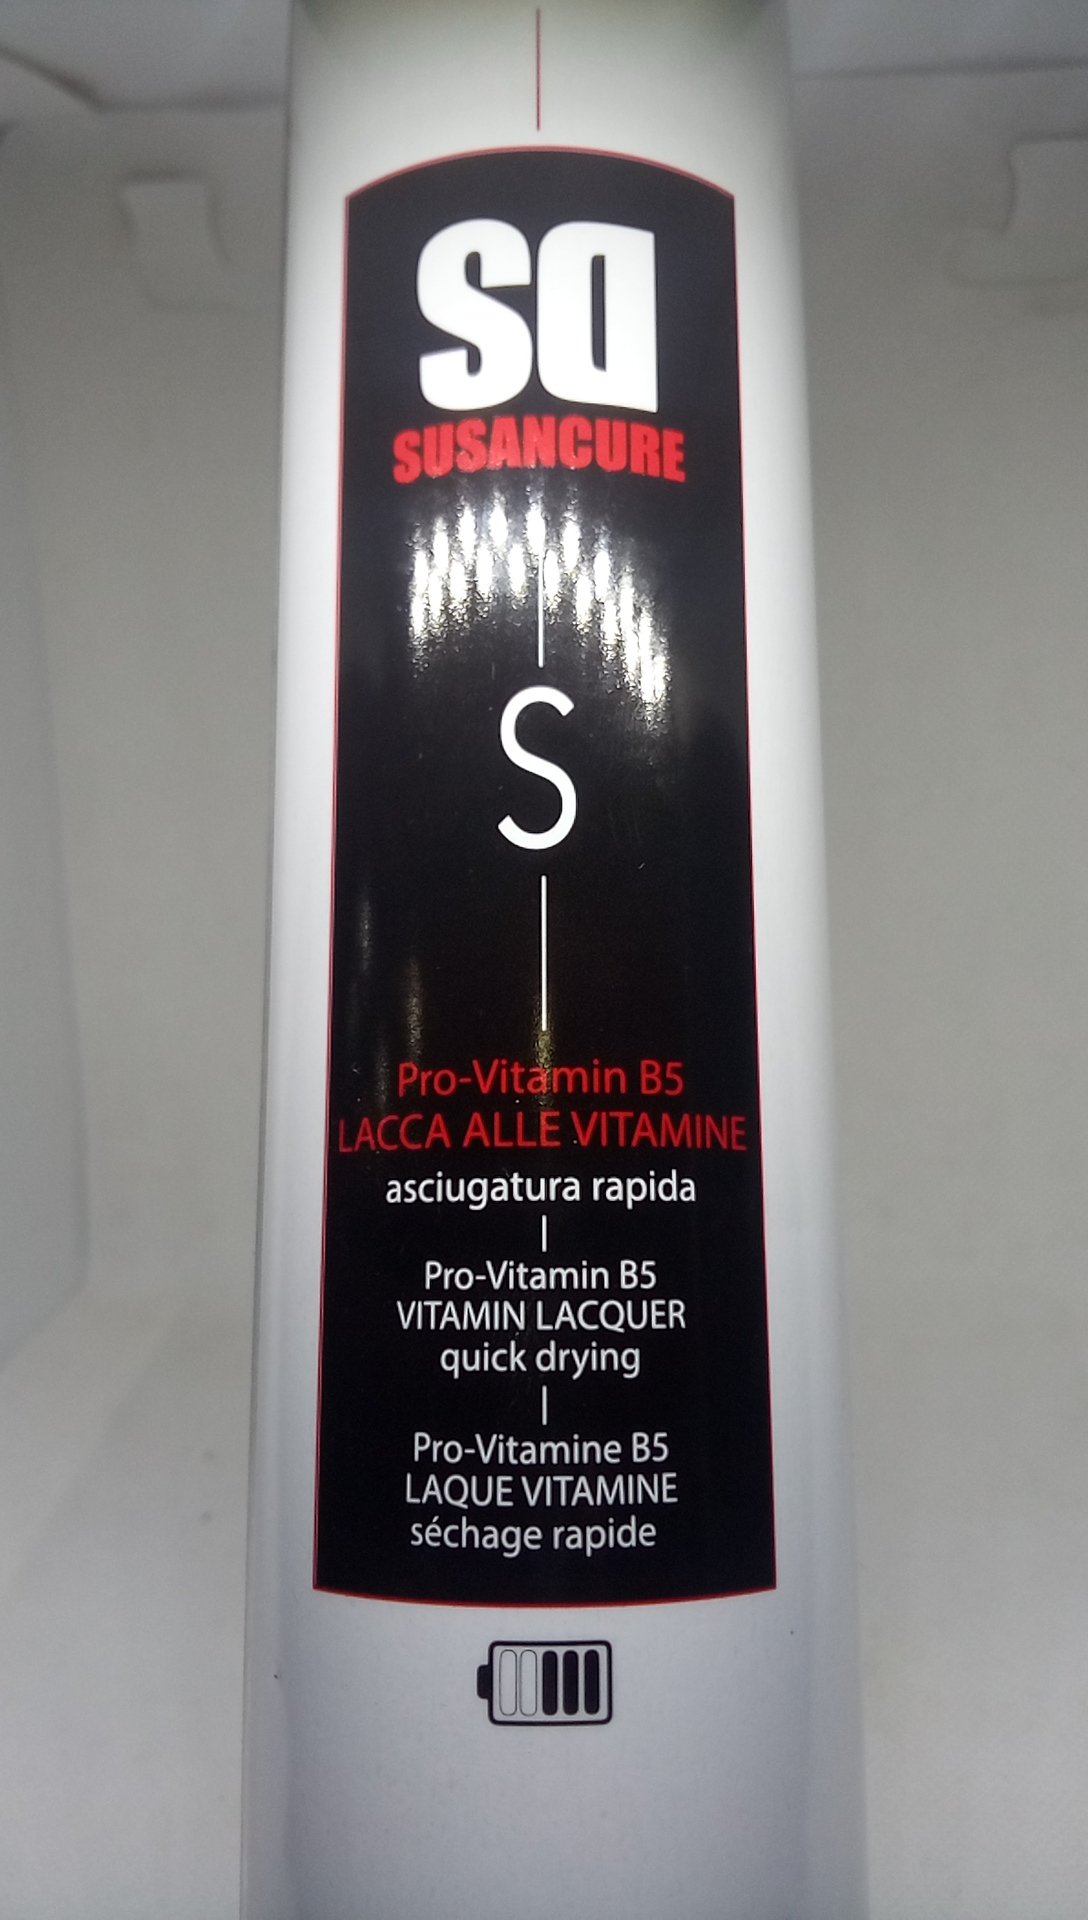 SD
SUSANCURE
S
Pro-Vitamin B5
LACCA ALLE VITAMINE
asciugatura rapida
Pro-Vitamin B5
VITAMIN LACQUER
quick drying
Pro-Vitamine B5
LAQUE VITAMINE
séchage rapide